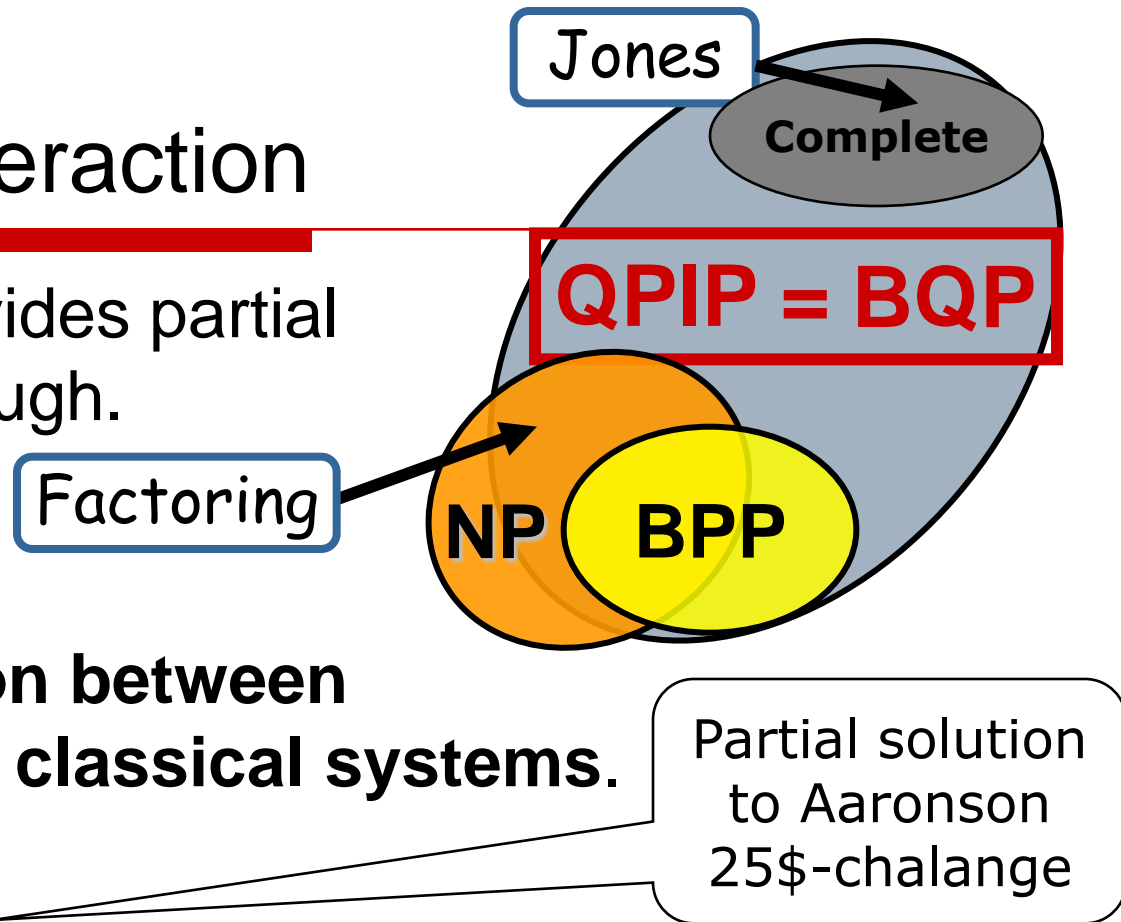 Jones
Complete
eraction
QPIP = BQP
vides partial
ugh.
Factoring
NP
BPP
on between
classical systems.
Partial solution
to Aaronson
25$-chalange